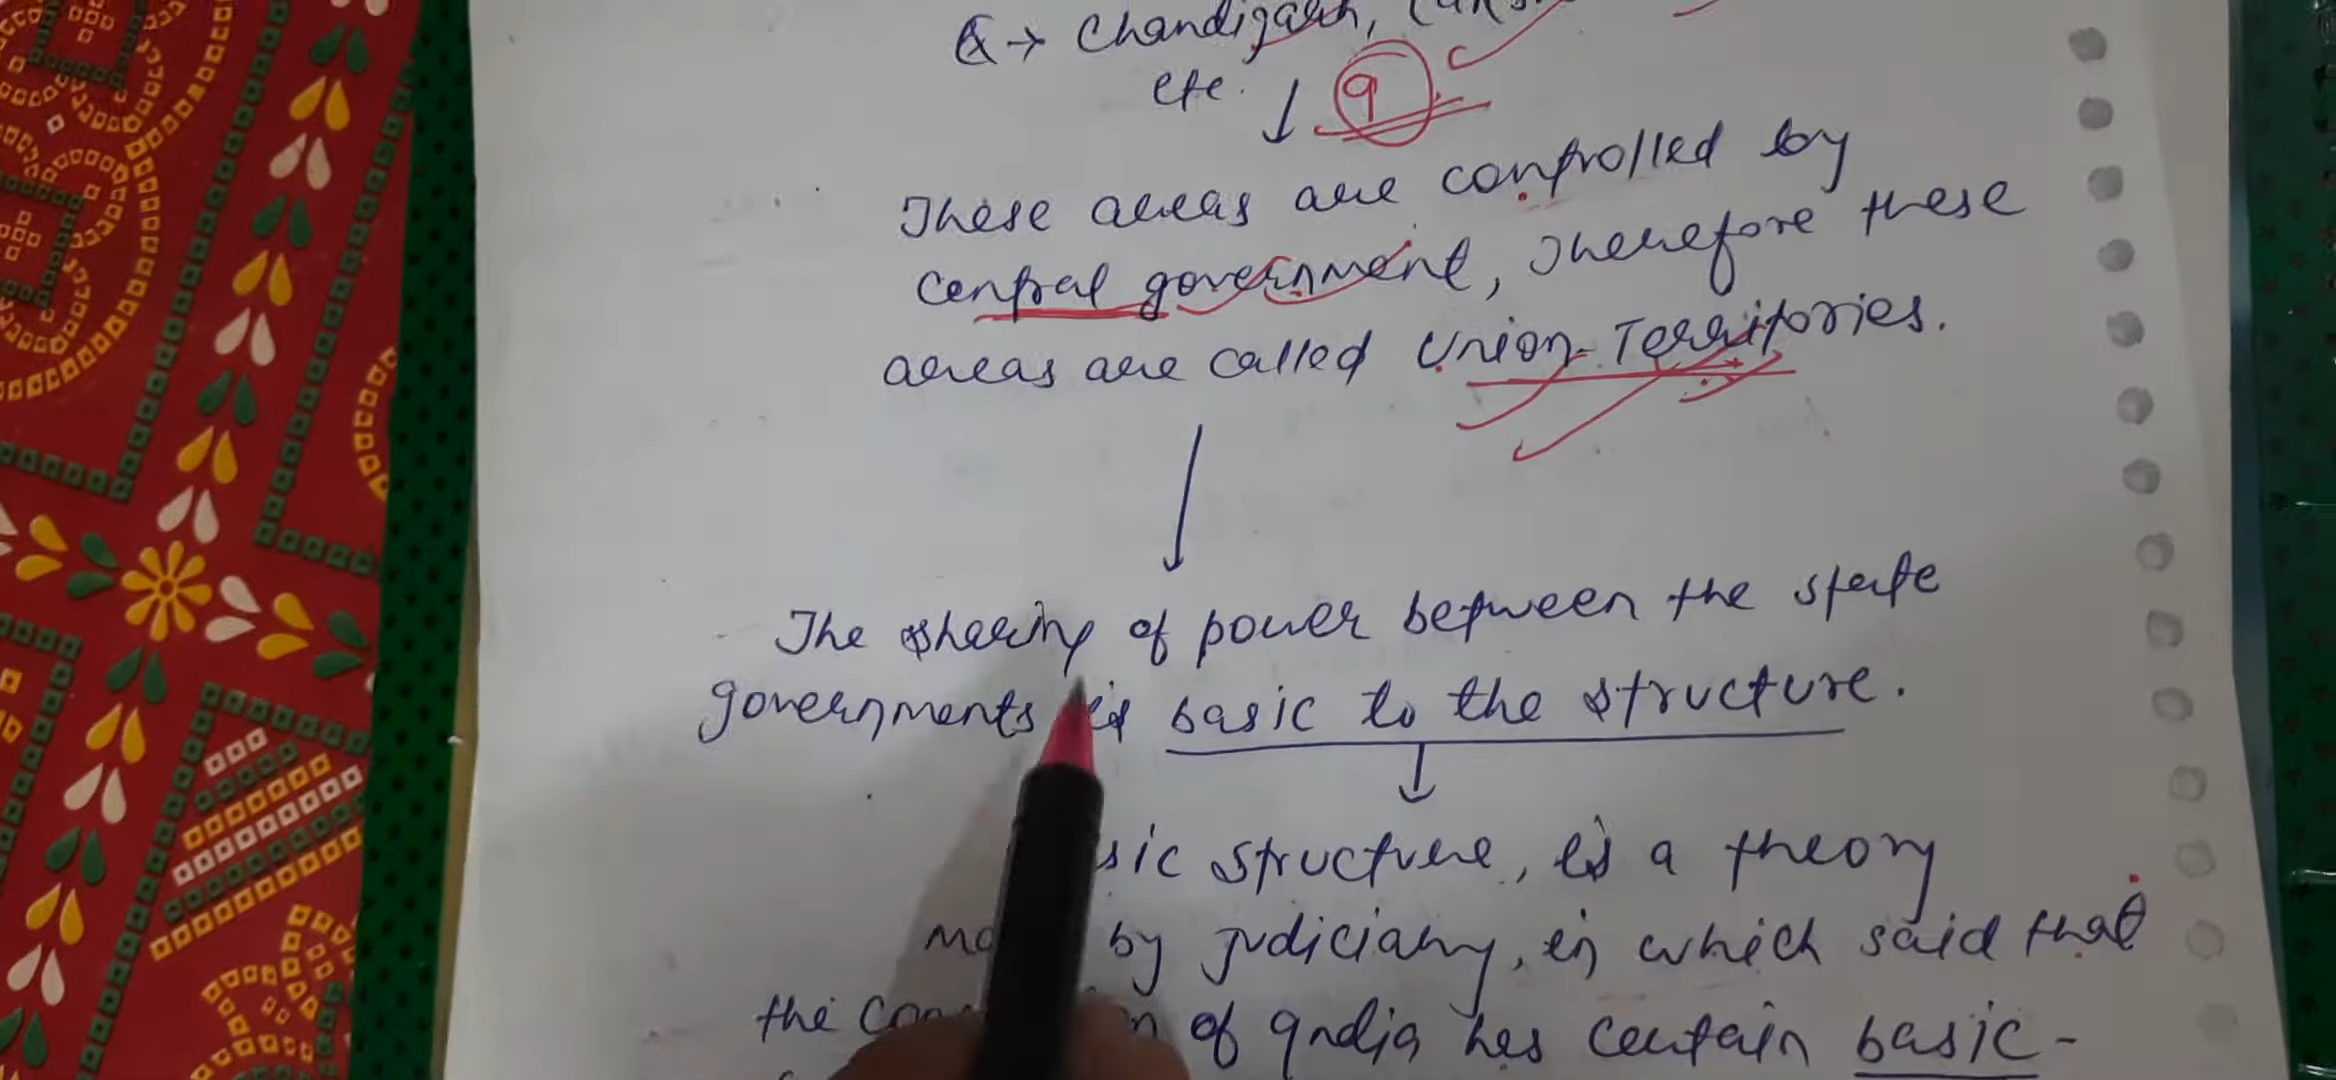 Ex → Chandigarh,
etc. ↓ 9
These areas are controlled by
central government, Therefore these
areas are called Union-Territories.
↓
The sharing of power between the state
governments is basic to the structure.
↓
structure, is a theory
by judiciary, in which said that
the of India has certain basic-